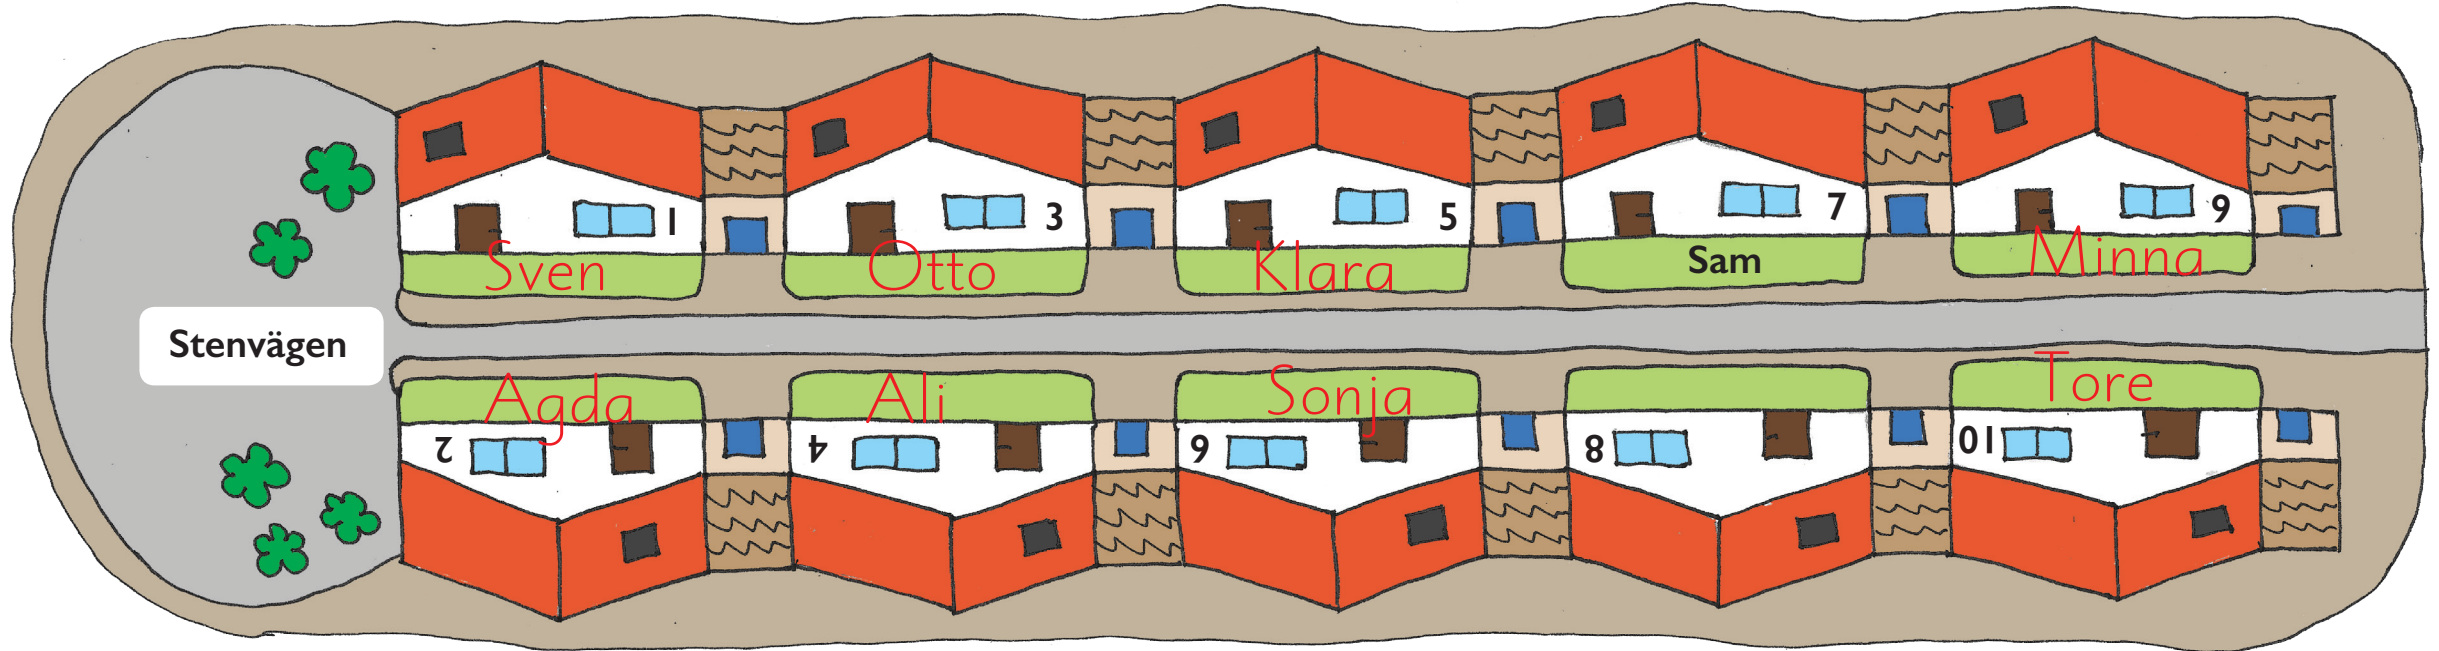 1 3 5 7 9
Sven Otto Klara Sam Minna
Stenvägen
Agda Ali Sonja Tore
2 4 6 8 10